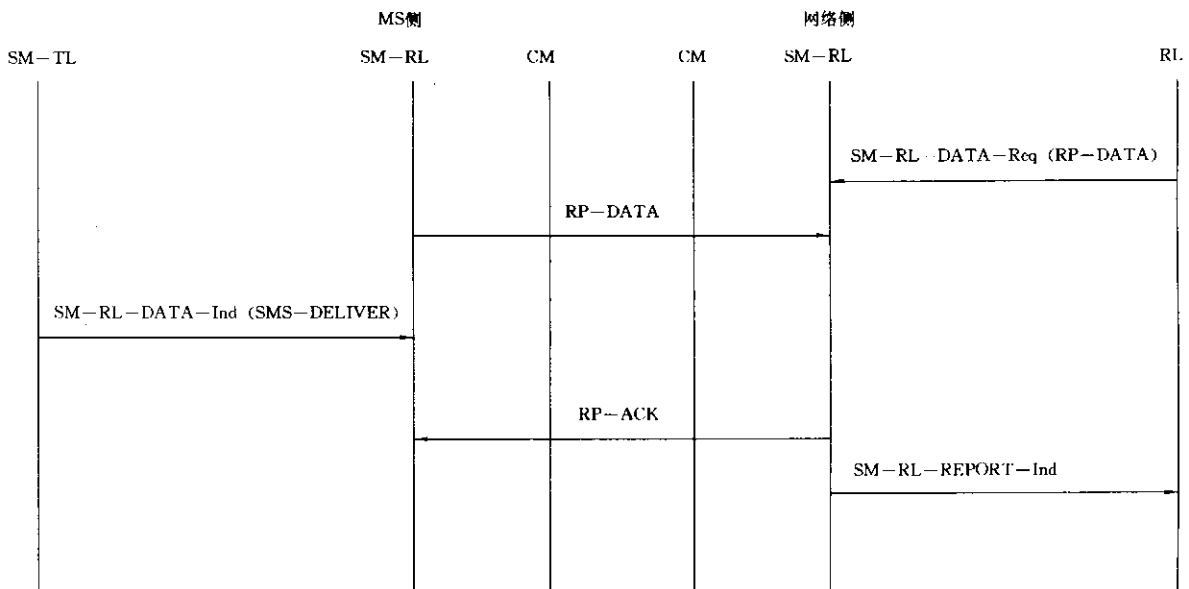 MS侧 网络侧
SM-TL SM-RL CM CM SM-RL RL
SM-RL-DATA-Req (RP-DATA)
RP-DATA
SM-RL-DATA-Ind (SMS-DELIVER)
RP-ACK
SM-RL-REPORT-Ind